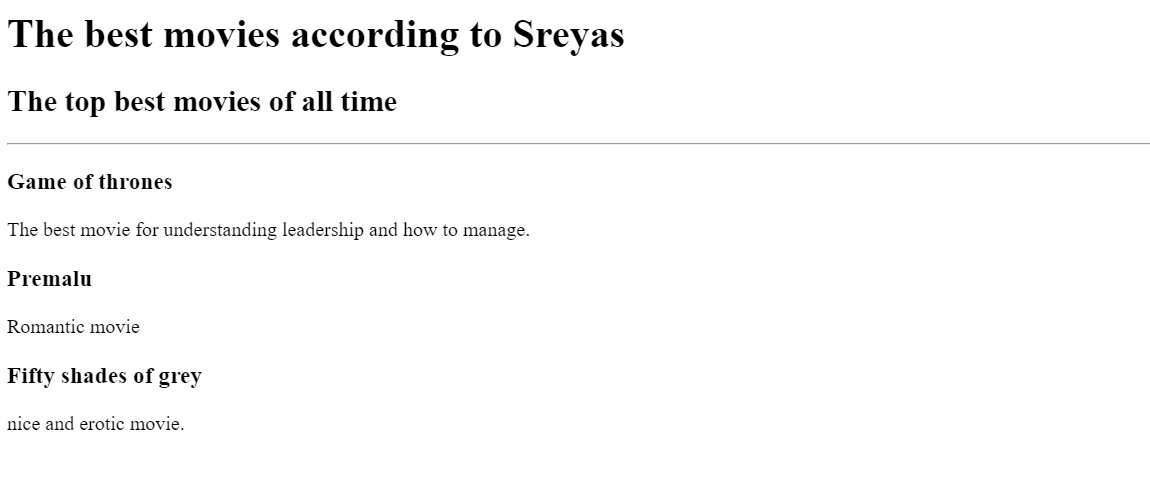 The best movies according to Sreyas
The top best movies of all time
Game of thrones
The best movie for understanding leadership and how to manage.
Premalu
Romantic movie
Fifty shades of grey
nice and erotic movie.